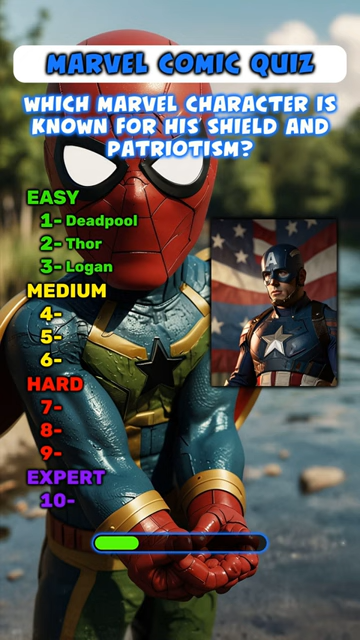 MARVEL COMIC QUIZ
WHICH MARVEL CHARACTER IS
KNOWN FOR HIS SHIELD AND
PATRIOTISM?
EASY
1- Deadpool
2- Thor
3- Logan
MEDIUM
4-
5-
6-
HARD
7-
8-
9-
EXPERT
10-
A